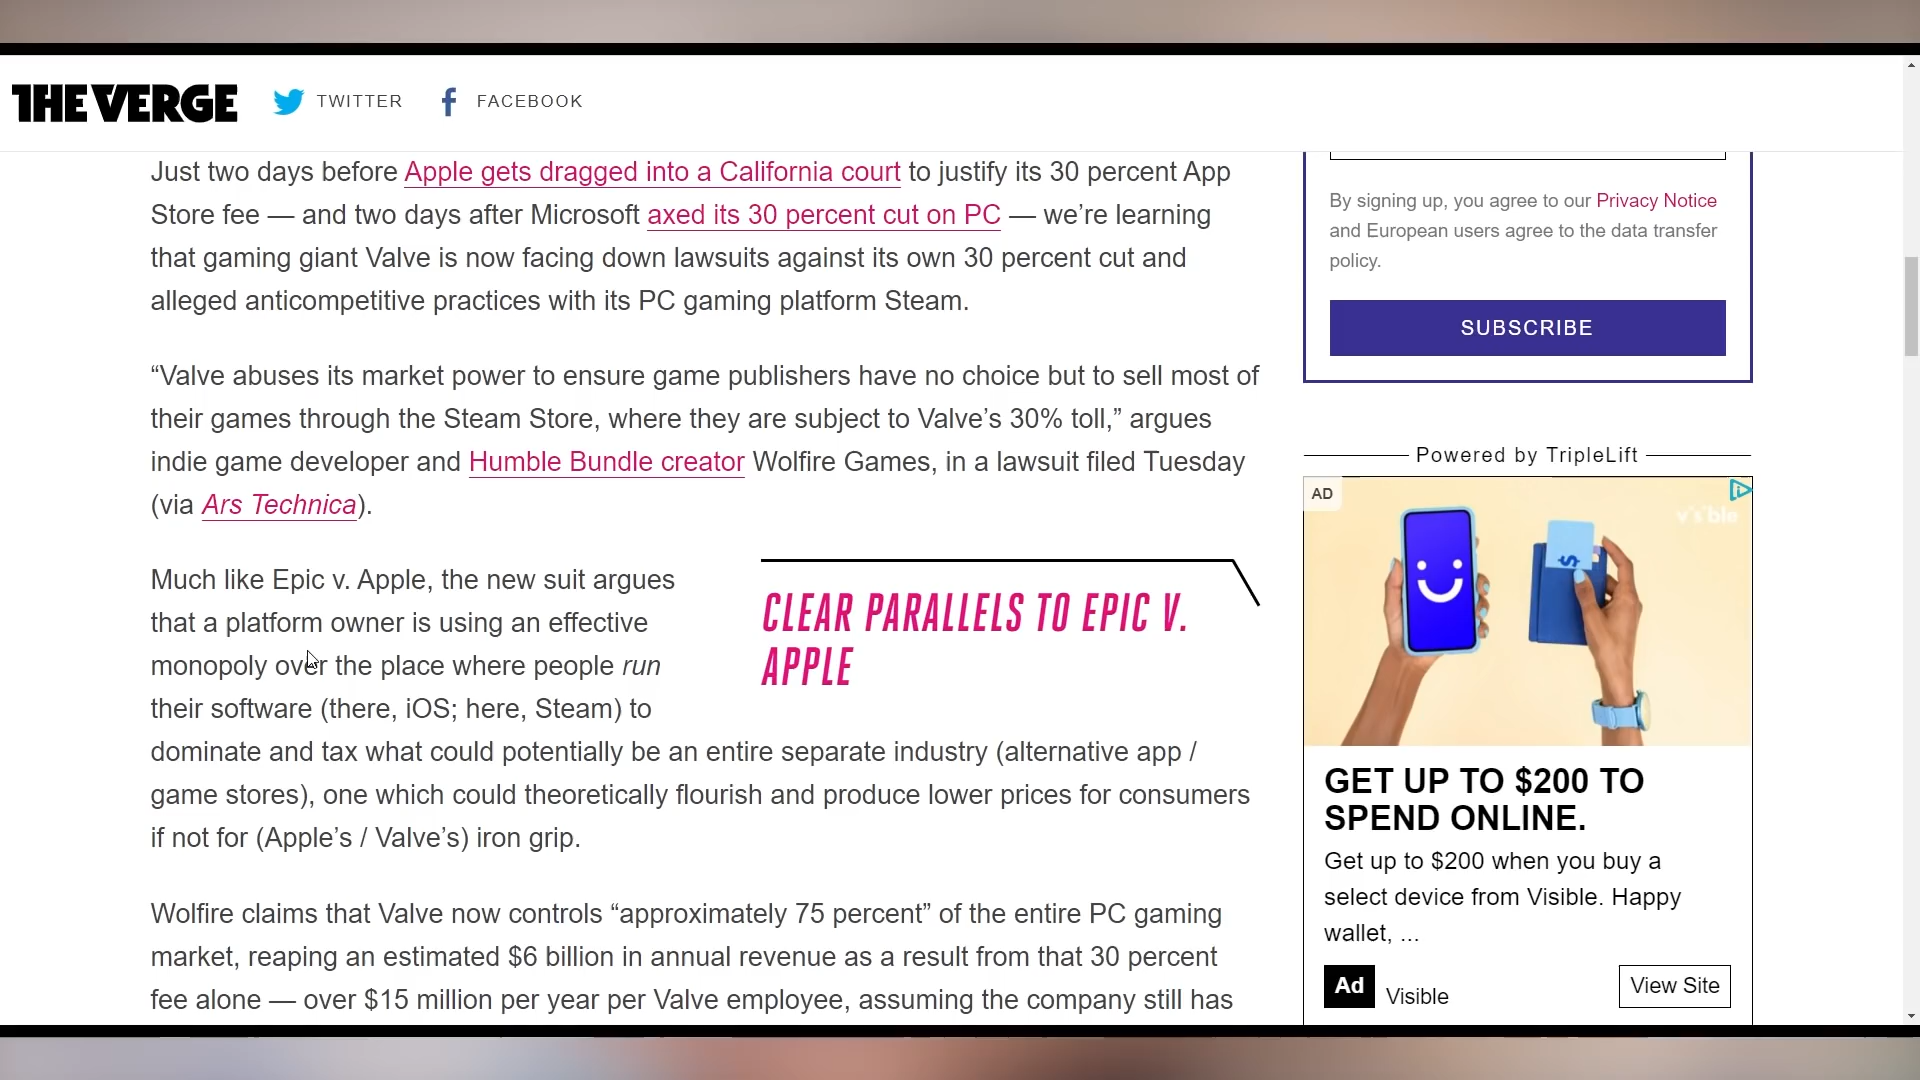 THE VERGE
TWITTER
FACEBOOK
Just two days before Apple gets dragged into a California court to justify its 30 percent App
Store fee — and two days after Microsoft axed its 30 percent cut on PC — we’re learning
that gaming giant Valve is now facing down lawsuits against its own 30 percent cut and
alleged anticompetitive practices with its PC gaming platform Steam.
“Valve abuses its market power to ensure game publishers have no choice but to sell most of
their games through the Steam Store, where they are subject to Valve’s 30% toll,” argues
indie game developer and Humble Bundle creator Wolfire Games, in a lawsuit filed Tuesday
(via Ars Technica).
Much like Epic v. Apple, the new suit argues
that a platform owner is using an effective
monopoly over the place where people run
their software (there, iOS; here, Steam) to
dominate and tax what could potentially be an entire separate industry (alternative app /
game stores), one which could theoretically flourish and produce lower prices for consumers
if not for (Apple’s / Valve’s) iron grip.
CLEAR PARALLELS TO EPIC V.
APPLE
Wolfire claims that Valve now controls “approximately 75 percent” of the entire PC gaming
market, reaping an estimated $6 billion in annual revenue as a result from that 30 percent
fee alone — over $15 million per year per Valve employee, assuming the company still has
By signing up, you agree to our Privacy Notice
and European users agree to the data transfer
policy.
SUBSCRIBE
Powered by TripleLift
AD
visible
$
GET UP TO $200 TO
SPEND ONLINE.
Get up to $200 when you buy a
select device from Visible. Happy
wallet, ...
Ad
Visible
View Site